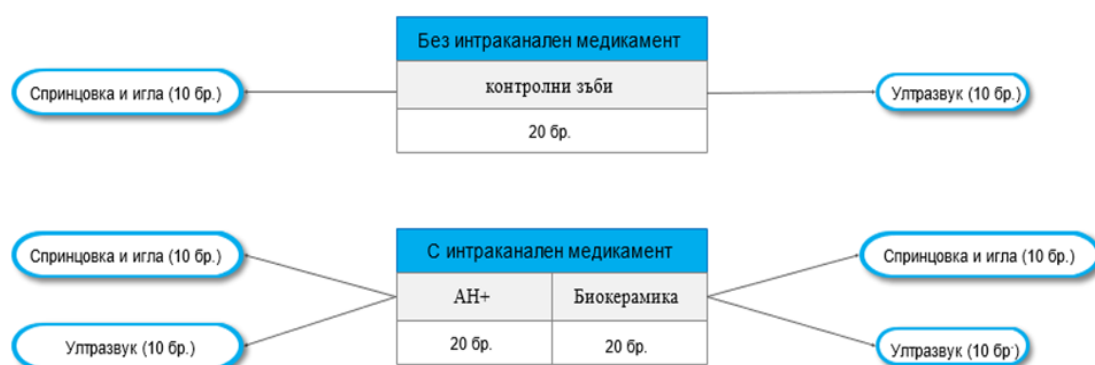 Без интраканален медикамент
Спринцовка и игла (10 бр.)
контролни зъби
Ултразвук (10 бр.)
20 бр.
С интраканален медикамент
Спринцовка и игла (10 бр.)
Спринцовка и игла (10 бр.)
AH+
Биокерамика
20 бр.
20 бр.
Ултразвук (10 бр.)
Ултразвук (10 бр.)